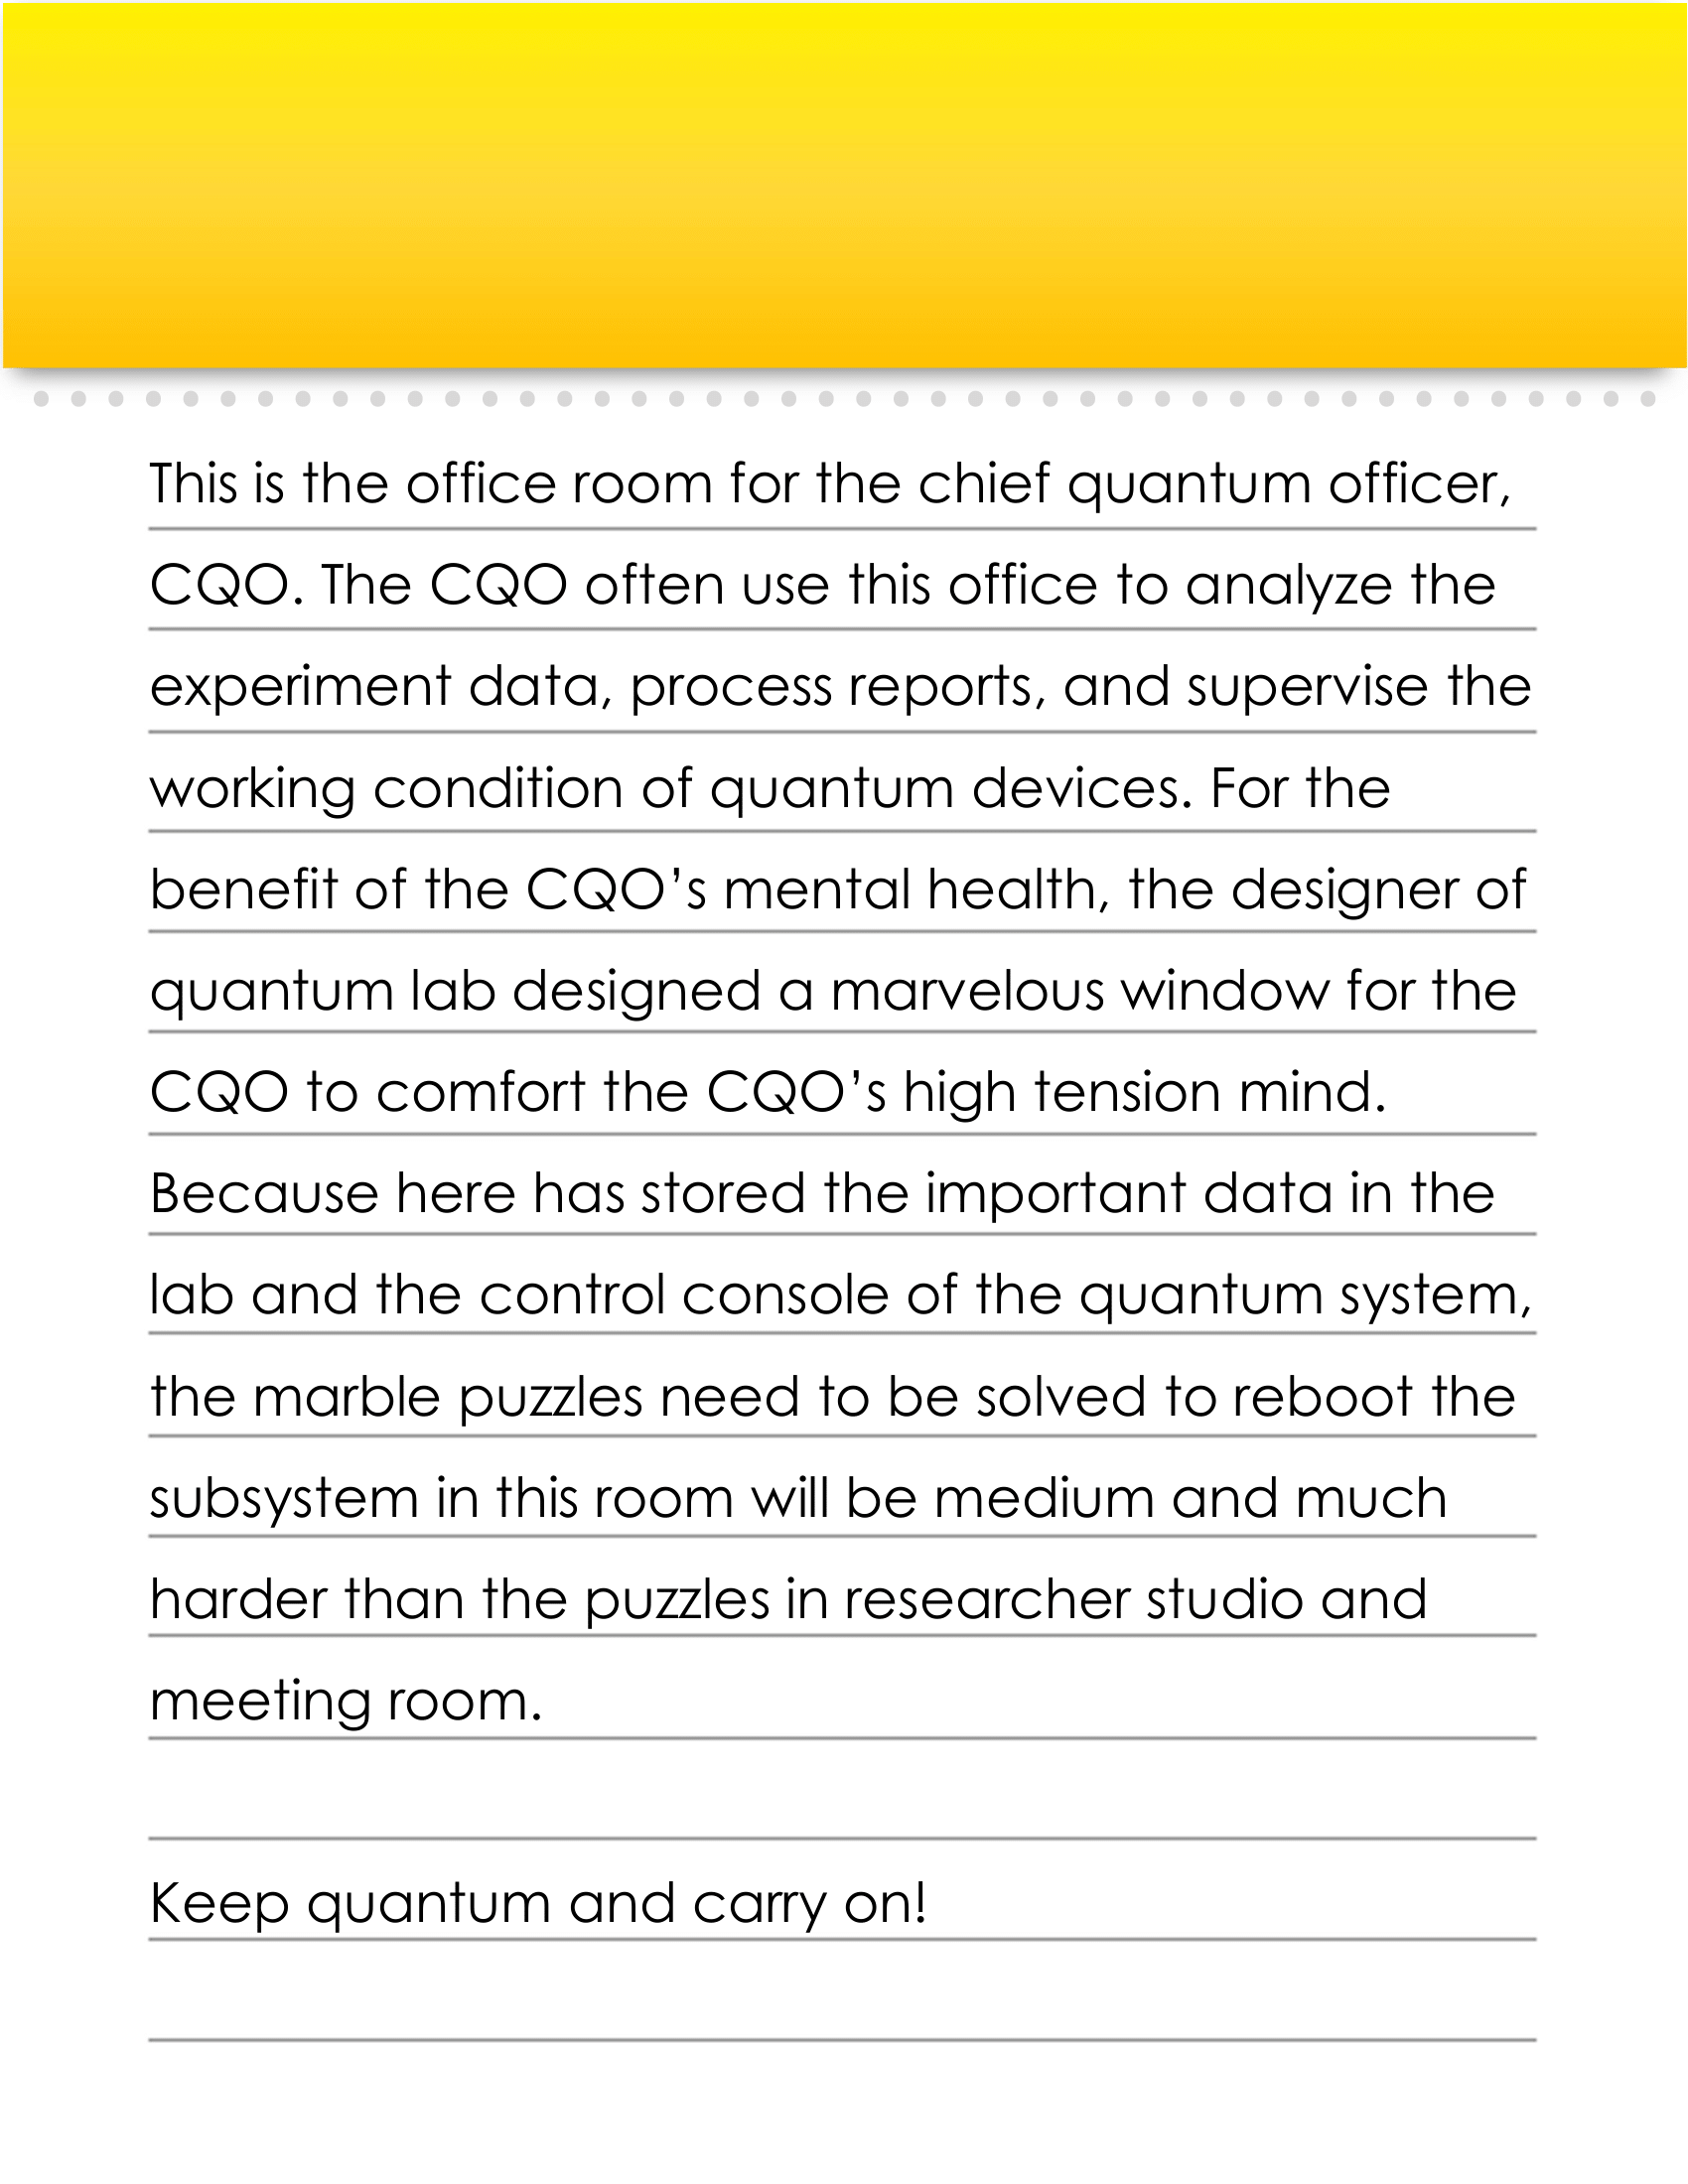 This is the office room for the chief quantum officer,
CQO. The CQO often use this office to analyze the
experiment data, process reports, and supervise the
working condition of quantum devices. For the
benefit of the CQO’s mental health, the designer of
quantum lab designed a marvelous window for the
CQO to comfort the CQO’s high tension mind.
Because here has stored the important data in the
lab and the control console of the quantum system,
the marble puzzles need to be solved to reboot the
subsystem in this room will be medium and much
harder than the puzzles in researcher studio and
meeting room.
Keep quantum and carry on!